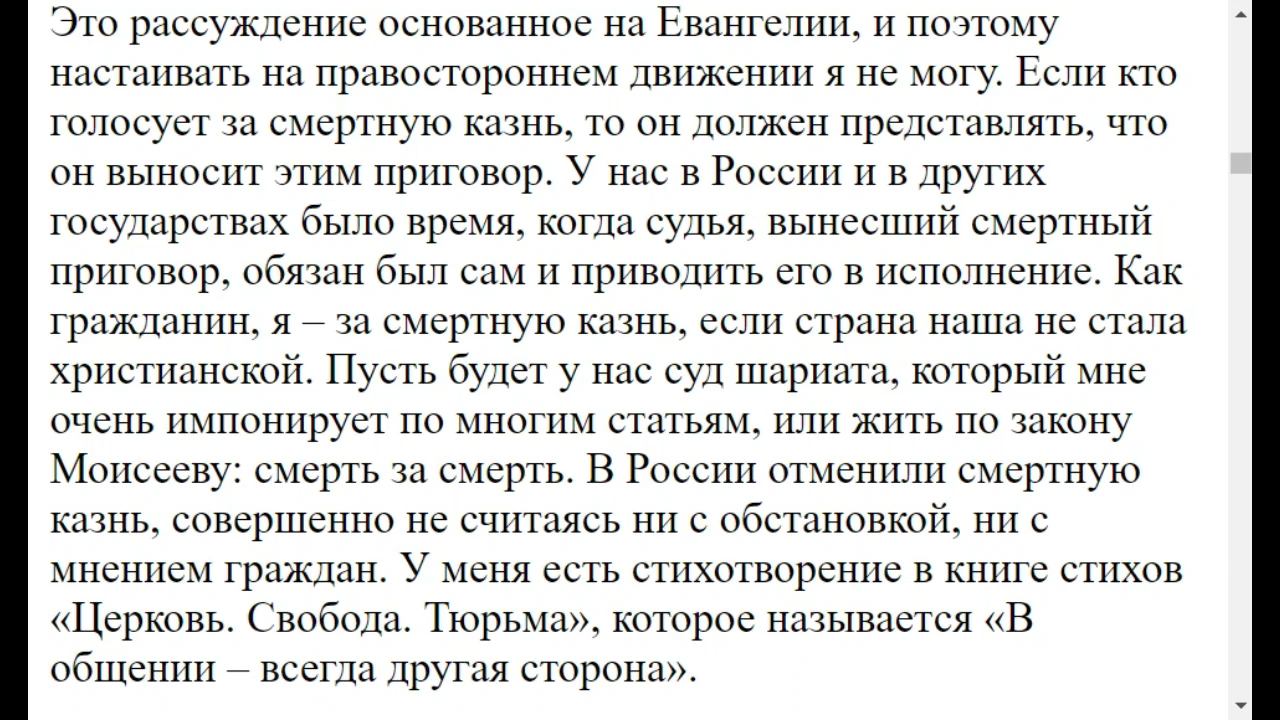 Это рассуждение основанное на Евангелии, и поэтому
настаивать на правостороннем движении я не могу. Если кто
голосует за смертную казнь, то он должен представлять, что
он выносит этим приговор. У нас в России и в других
государствах было время, когда судья, вынесший смертный
приговор, обязан был сам и приводить его в исполнение. Как
гражданин, я – за смертную казнь, если страна наша не стала
христианской. Пусть будет у нас суд шариата, который мне
очень импонирует по многим статьям, или жить по закону
Моисееву: смерть за смерть. В России отменили смертную
казнь, совершенно не считаясь ни с обстановкой, ни с
мнением граждан. У меня есть стихотворение в книге стихов
«Церковь. Свобода. Тюрьма», которое называется «В
общении – всегда другая сторона».